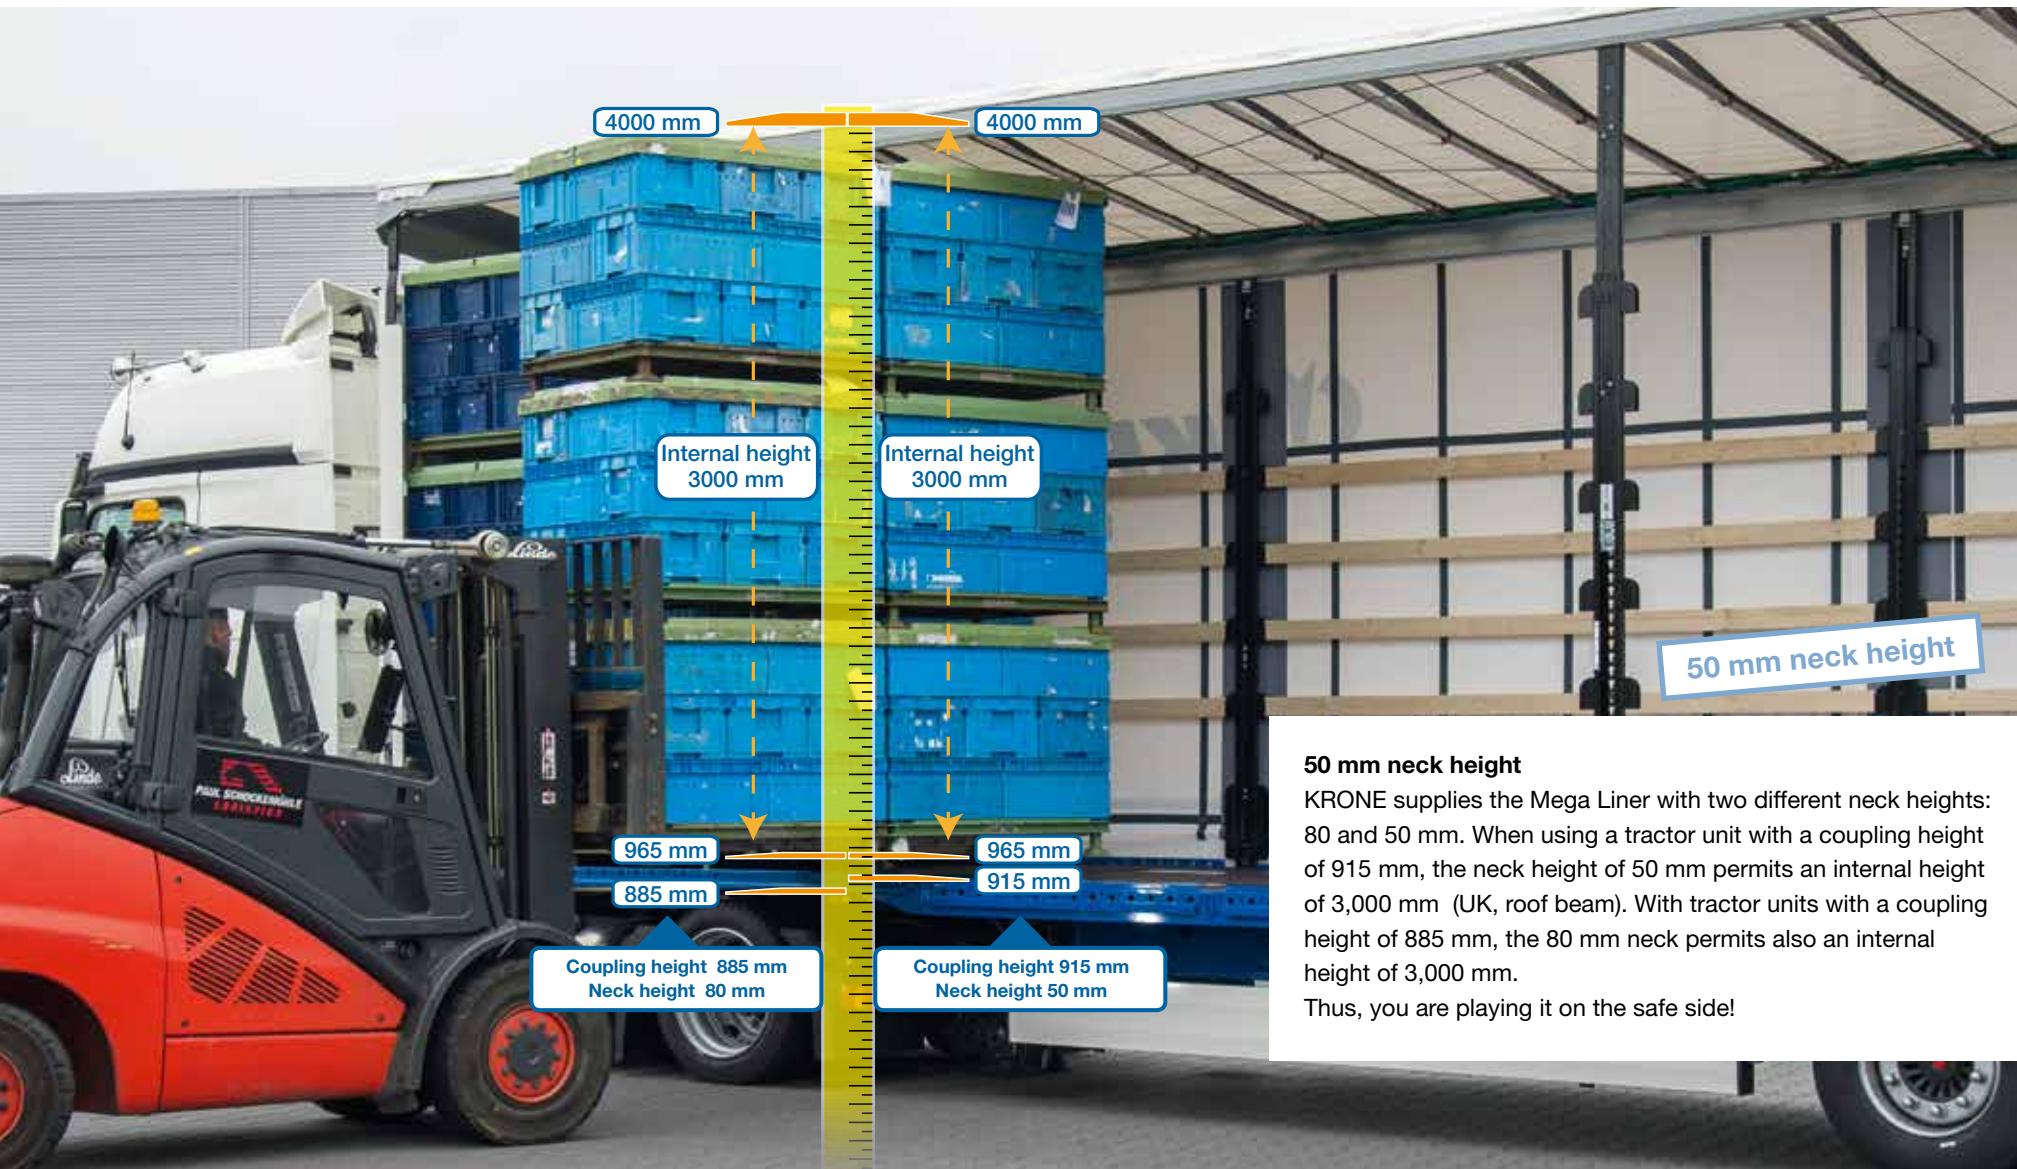 4000 mm
4000 mm
Internal height
3000 mm
Internal height
3000 mm
965 mm
885 mm
965 mm
915 mm
Coupling height 885 mm
Neck height 80 mm
Coupling height 915 mm
Neck height 50 mm
Linde
PAUL SCHOCKEMÖHLE
LOGISTICS
50 mm neck height
50 mm neck height
KRONE supplies the Mega Liner with two different neck heights:
80 and 50 mm. When using a tractor unit with a coupling height
of 915 mm, the neck height of 50 mm permits an internal height
of 3,000 mm (UK, roof beam). With tractor units with a coupling
height of 885 mm, the 80 mm neck permits also an internal
height of 3,000 mm.
Thus, you are playing it on the safe side!